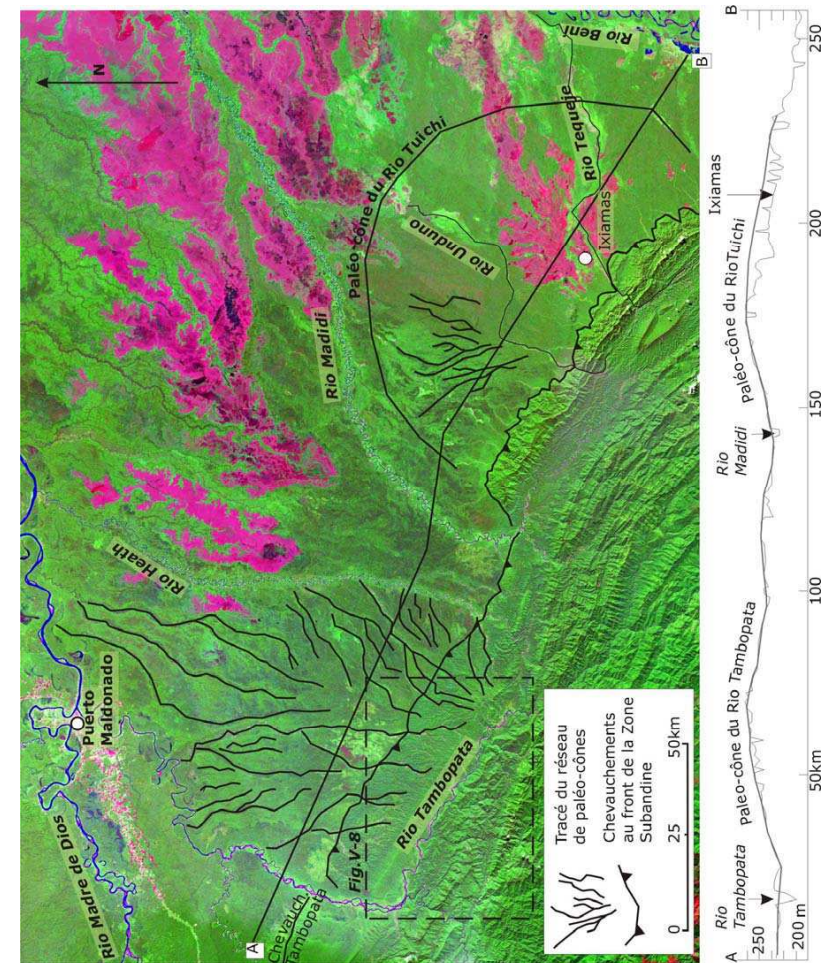 N
Rio Madre de Dios
Puerto
Maldonado
Rio Heath
Rio Madidi
Paléo-cône du Rio Tuichi
Rio Unduno
Rio Tequeje
Rio Beni
Ixiamas
Rio Tambopata
Fig.V-8
Chevauch
Tambopata
A
B
Tracé du réseau
de paléo-cônes
Chevauchements
au front de la Zone
Subandine
0
25
50km
A
B
Rio
Tambopata
Paleo-cône du Rio Tambopata
Rio
Madidi
Paléo-cône du RioTuichi
Ixiamas
250
200 m
50km
100
150
200
250